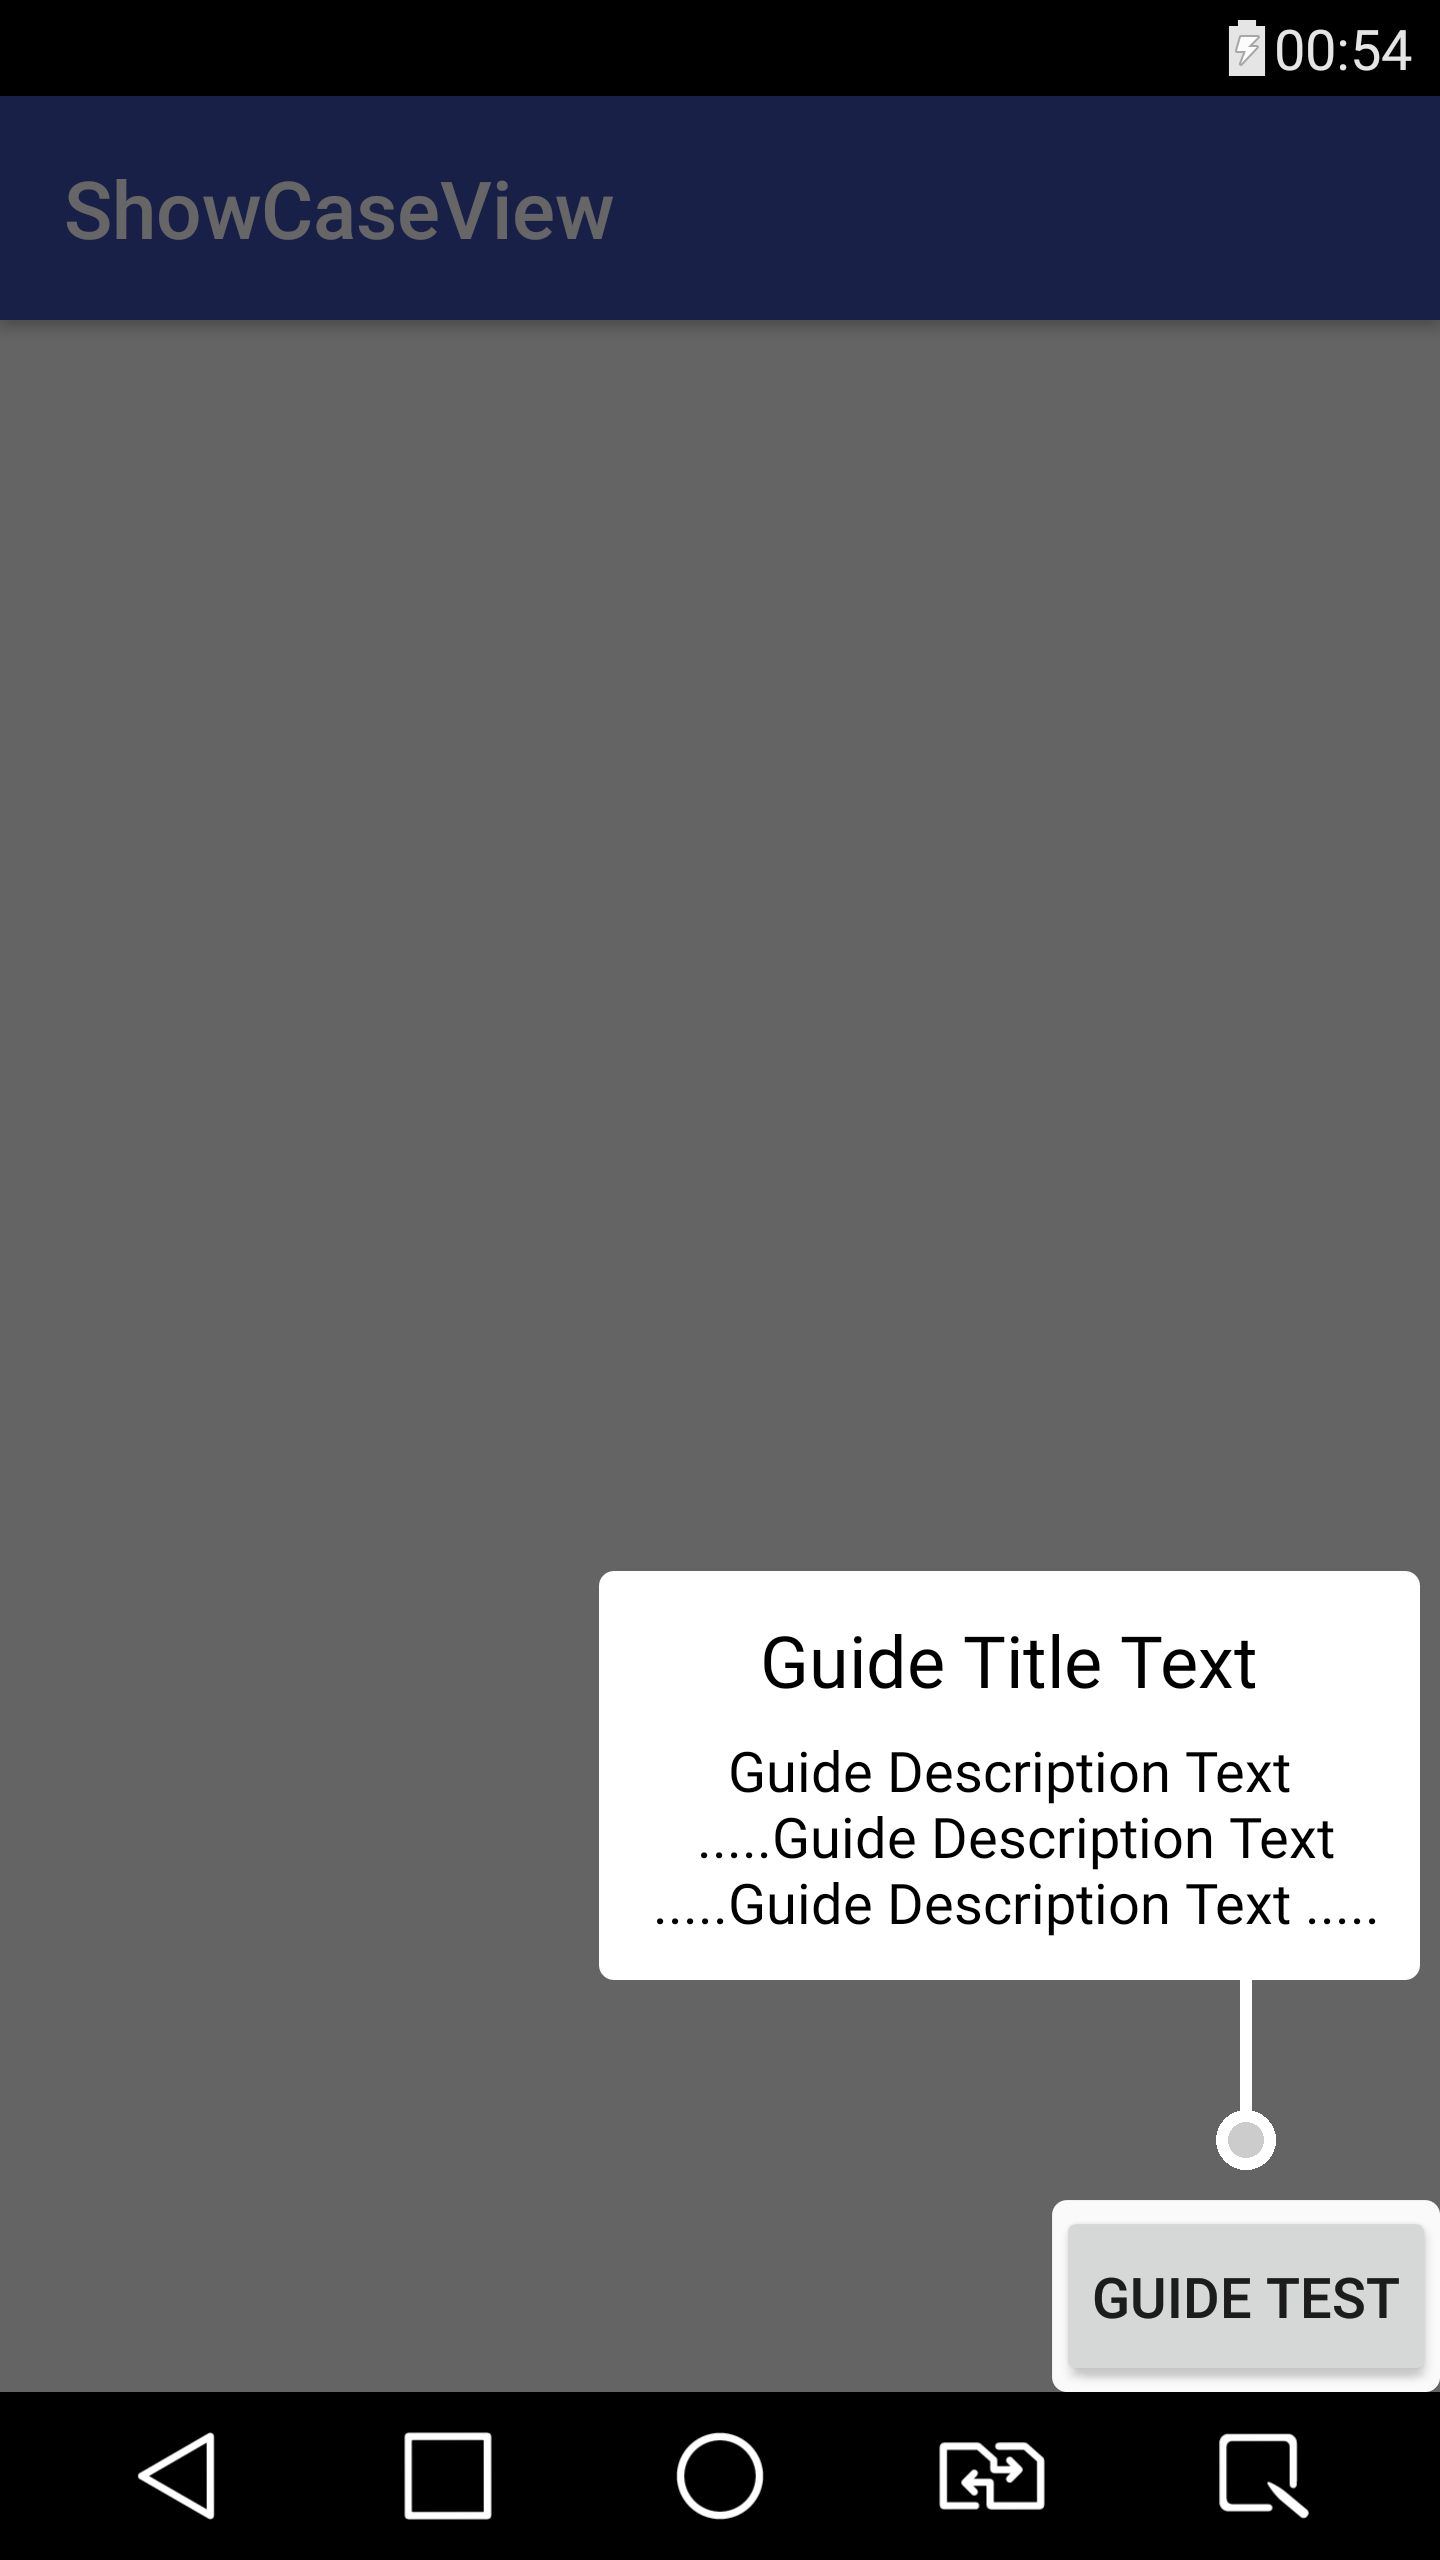 00:54
ShowCaseView
Guide Title Text
Guide Description Text
.....Guide Description Text
.....Guide Description Text .....
GUIDE TEST